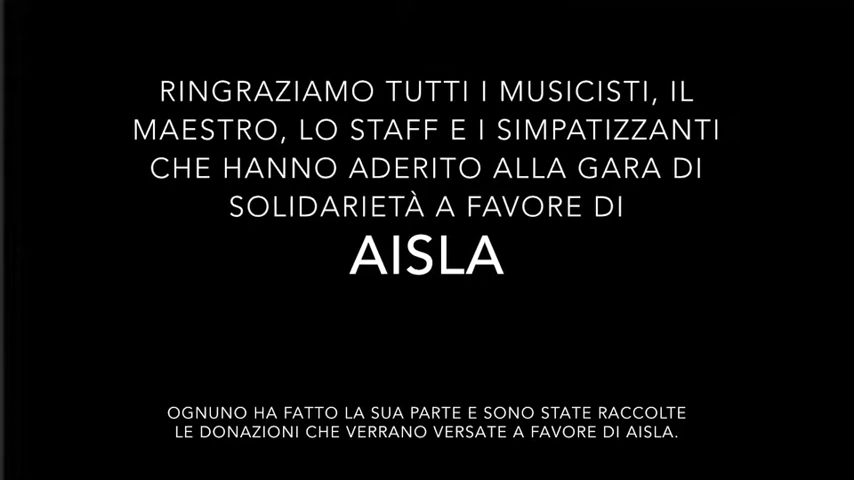 RINGRAZIAMO TUTTI I MUSICISTI, IL
MAESTRO, LO STAFF E I SIMPATIZZANTI
CHE HANNO ADERITO ALLA GARA DI
SOLIDARIETÀ A FAVORE DI
AISLA
OGNUNO HA FATTO LA SUA PARTE E SONO STATE RACCOLTE
LE DONAZIONI CHE VERRANO VERSATE A FAVORE DI AISLA.